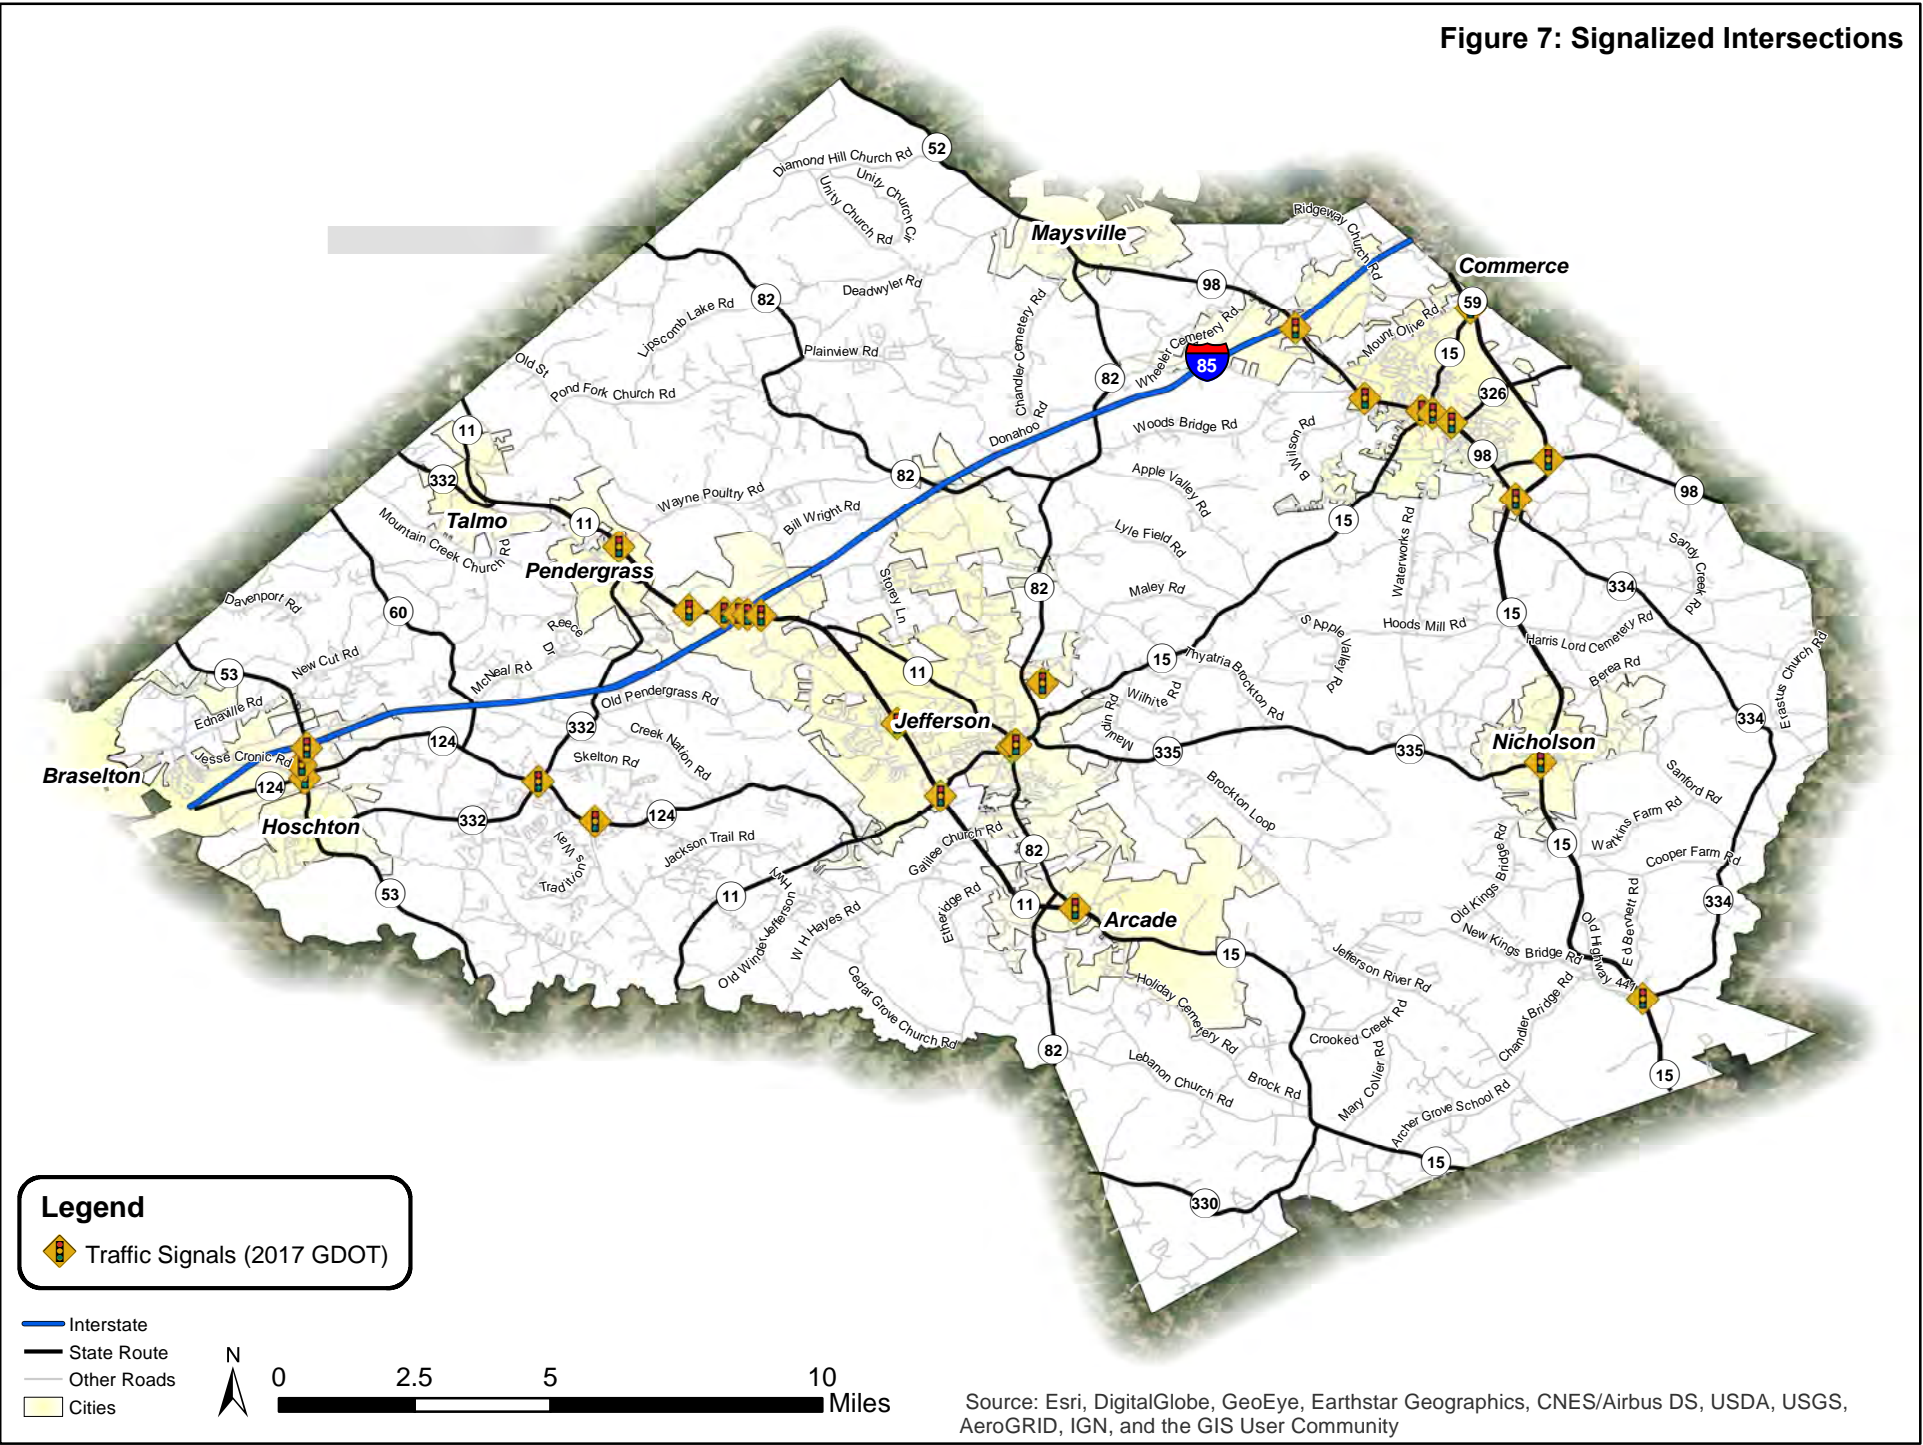 Figure 7: Signalized Intersections
52
Diamond Hill Church Rd
Unity Church Cir
Unity Church Rd
Ridgeway Church Rd
Maysville
Commerce
98
59
82
Deadwyler Rd
Lipscomb Lake Rd
Chandler Cemetery Rd
Wheeler Cemetery Rd
Mount Olive Rd
Plainview Rd
15
85
Old St
82
326
Pond Fork Church Rd
Donahoo Rd
Woods Bridge Rd
B Wilson Rd
11
98
82
332
Apple Valley Rd
98
Wayne Poultry Rd
Talmo
11
Bill Wright Rd
15
Mountain Creek Church Rd
Lyle Field Rd
Waterworks Rd
Sandy Creek Rd
Pendergrass
Storey Ln
82
Maley Rd
334
Davenport Rd
60
15
Reece Dr
S Apple Valley Rd
Hoods Mill Rd
Harris Lord Cemetery Rd
New Cut Rd
15
Thyatria Brockton Rd
Berea Rd
Erastus Church Rd
53
McNeal Rd
11
Old Pendergrass Rd
Wilhite Rd
Maupin Rd
Ednaville Rd
Jefferson
334
332
Creek Nation Rd
124
Nicholson
335
335
Jesse Cronic Rd
Skelton Rd
Braselton
124
Sanford Rd
Brockton Loop
Hoschton
332
124
Watkins Farm Rd
Jackson Trail Rd
Galilee Church Rd
82
15
Cooper Farm Rd
Traditions Way
Old Kings Bridge Rd
53
11
Old Winder Jefferson Hwy
Etheridge Rd
11
Arcade
334
W H Hayes Rd
Old Highway 441
Ed Bennett Rd
New Kings Bridge Rd
15
Jefferson River Rd
Cedar Grove Church Rd
Holiday Cemetery Rd
Chandler Bridge Rd
Crooked Creek Rd
82
Lebanon Church Rd
Brock Rd
Mary Collier Rd
15
Archer Grove School Rd
15
330
Legend
Traffic Signals (2017 GDOT)
Interstate
State Route
Other Roads
Cities
N
0 2.5 5 10
Miles
Source: Esri, DigitalGlobe, GeoEye, Earthstar Geographics, CNES/Airbus DS, USDA, USGS,
AeroGRID, IGN, and the GIS User Community